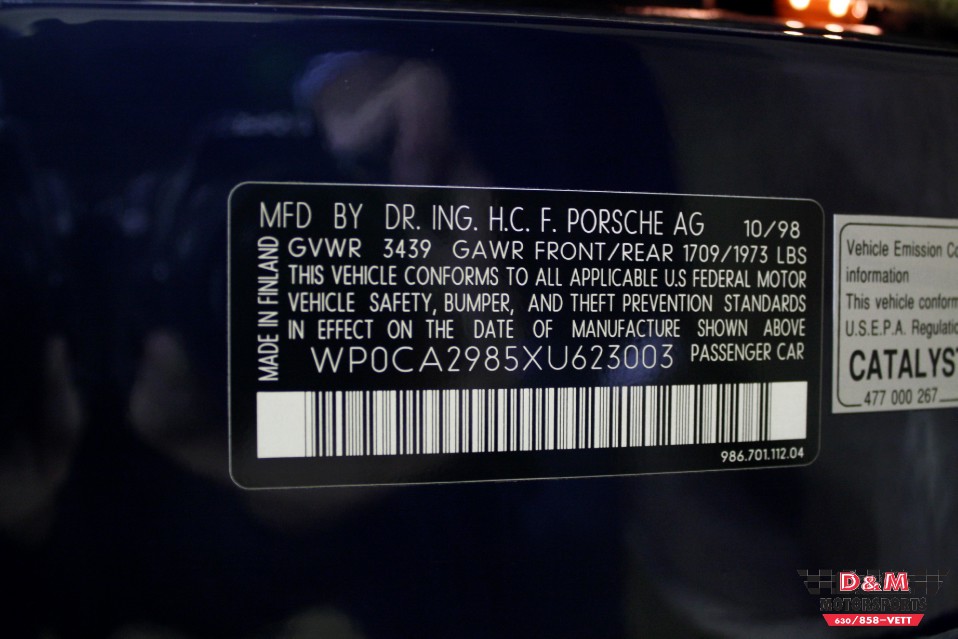 MFD BY DR. ING. H.C. F. PORSCHE AG 10/98
MADE IN FINLAND
GVWR 3439 GAWR FRONT/REAR 1709/1973 LBS
THIS VEHICLE CONFORMS TO ALL APPLICABLE U.S FEDERAL MOTOR
VEHICLE SAFETY, BUMPER, AND THEFT PREVENTION STANDARDS
IN EFFECT ON THE DATE OF MANUFACTURE SHOWN ABOVE
WP0CA2985XU623003 PASSENGER CAR
986.701.112.04
Vehicle Emission Co
information
This vehicle conform
U.S.E.P.A. Regulatio
CATALYS
477 000 267
D&M
MOTORSPORTS
630/858-VETT